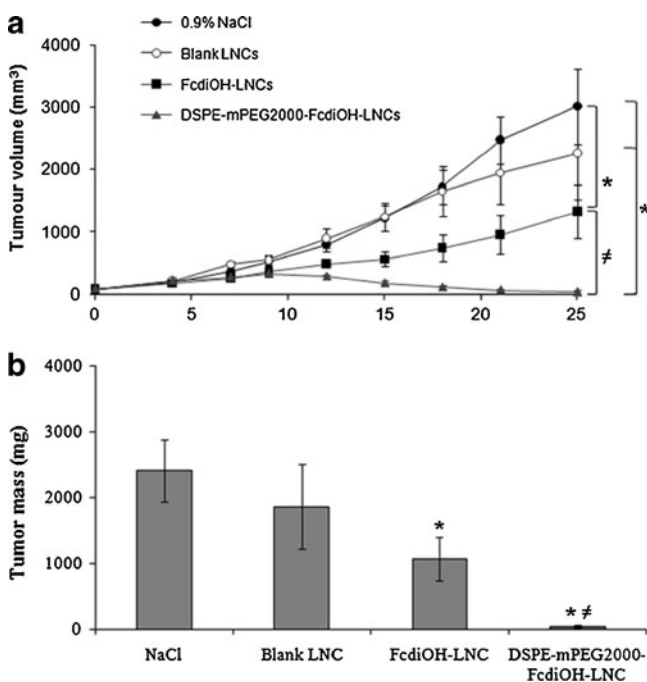 a
0.9% NaCl
Blank LNCs
FcdiOH-LNCs
DSPE-mPEG2000-FcdiOH-LNCs
Tumour volume (mm³)
4000
3000
2000
1000
0
0 5 10 15 20 25
*
≠
*
b
Tumor mass (mg)
4000
3000
2000
1000
0
*
* ≠
NaCl Blank LNC FcdiOH-LNC DSPE-mPEG2000-
FcdiOH-LNC